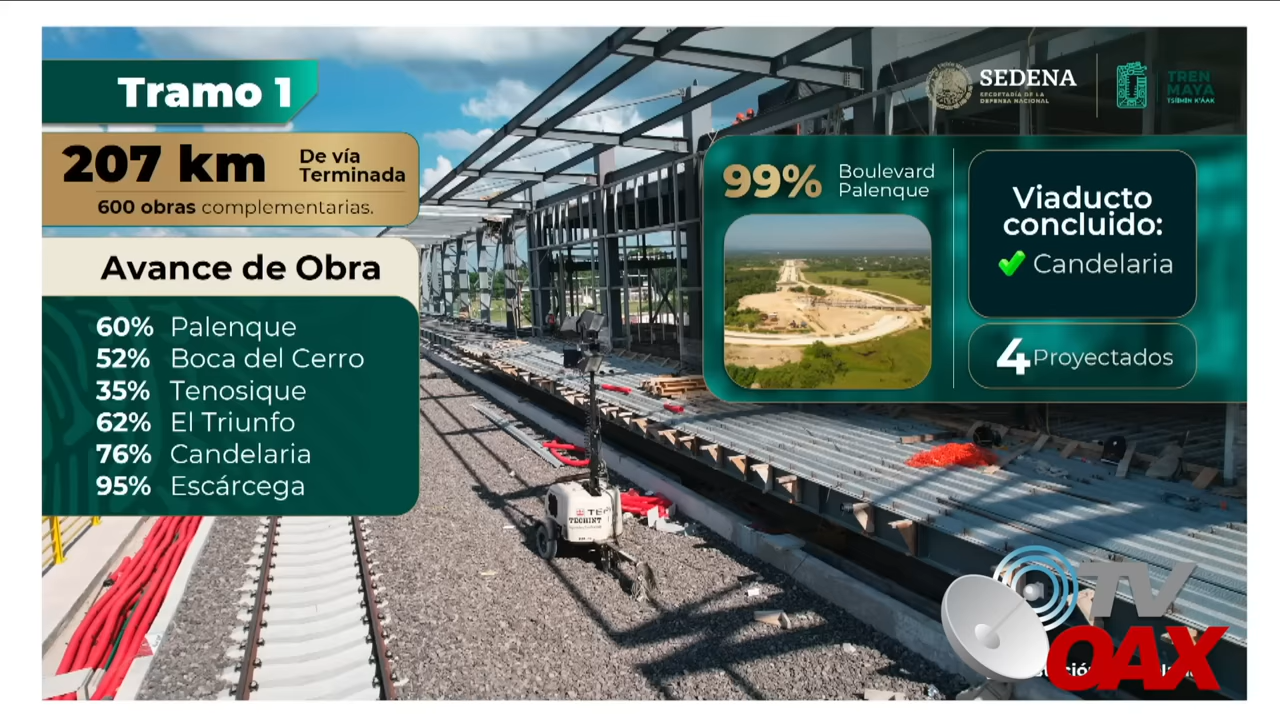 Tramo 1
207 km
De vía
Terminada
600 obras complementarias.
Avance de Obra
60% Palenque
52% Boca del Cerro
35% Tenosique
62% El Triunfo
76% Candelaria
95% Escárcega
SEDENA
SECRETARÍA DE LA
DEFENSA NACIONAL
TREN
MAYA
TSÍIMIN K'ÁAK
99%
Boulevard
Palenque
Viaducto
concluido:
Candelaria
4 Proyectados
TECHINT
TV
OAX